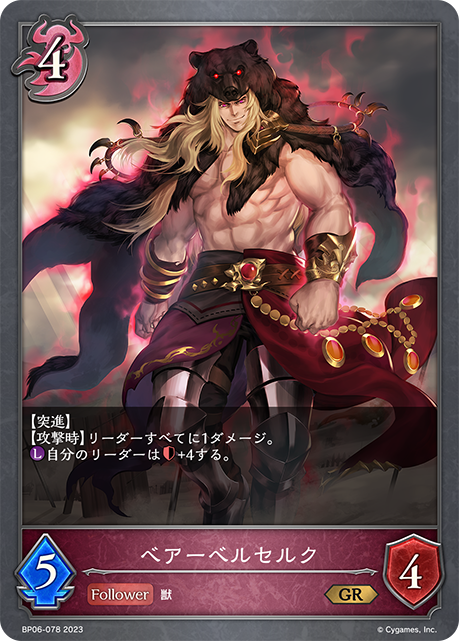 4
【突進】
【攻撃時】リーダーすべてに1ダメージ。
L 自分のリーダーは+4する。
ベアーベルセルク
5
Follower 獣
GR
4
BP06-078 2023
© Cygames, Inc.